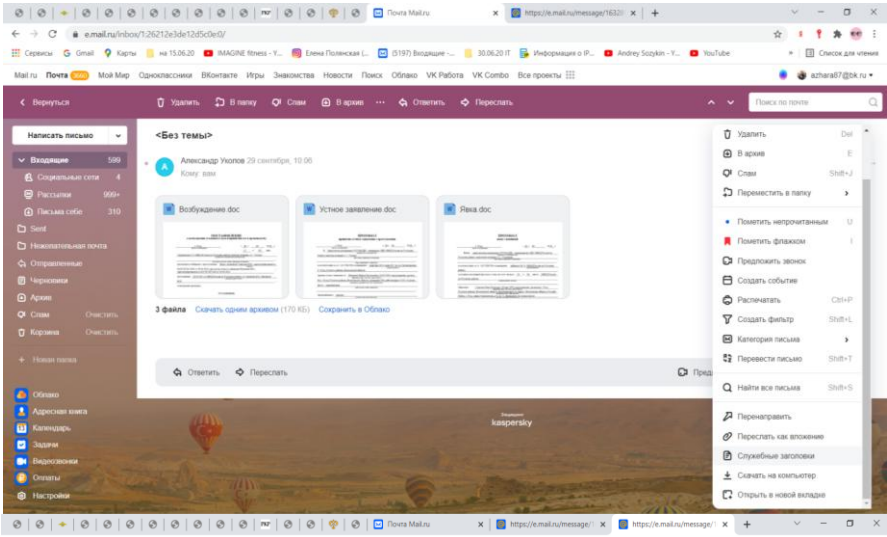 Почта Mail.ru
https://e.mail.ru/message/1632
e.mail.ru/inbox/1:26212e3de12d5c0e:0/
Сервисы
Gmail
Карты
на 15.06.20
IMAGINE fitness - Y...
Елена Полянская (...
(5197) Входящие -...
30.06.20 IT
Информация о IP...
Andrey Sozykin - Y...
YouTube
»
Список для чтения
Mail.ru
Почта
Мой Мир
Одноклассники
ВКонтакте
Игры
Знакомства
Новости
Поиск
Облако
VK Работа
VK Combo
Все проекты
azhara87@bk.ru
Вернуться
Удалить
В папку
Спам
В архив
Ответить
Переслать
Поиск по почте
Написать письмо
Входящие 599
Социальные сети 4
Рассылки 999+
Письма себе 310
Sent
Нежелательная почта
Отправленные
Черновики
Архив
Спам Очистить
Корзина Очистить
Новая папка
Облако
Адресная книга
Календарь
Задачи
Видеозвонки
Оплаты
Настройки
<Без темы>
Александр Уколов 29 сентября, 10:06
Кому: вам
Возбуждение.doc
Устное заявление.doc
Явка.doc
3 файла Скачать одним архивом (170 КБ) Сохранить в Облако
Ответить
Переслать
Пред
kaspersky
Удалить Del
В архив E
Спам Shift+J
Переместить в папку
Пометить непрочитанным U
Пометить флажком I
Предложить звонок
Создать событие
Распечатать Ctrl+P
Создать фильтр Shift+L
Категория письма
Перевести письмо Shift+T
Найти все письма Shift+S
Перенаправить
Переслать как вложение
Служебные заголовки
Скачать на компьютер
Открыть в новой вкладке
Почта Mail.ru
https://e.mail.ru/message/1
https://e.mail.ru/message/1